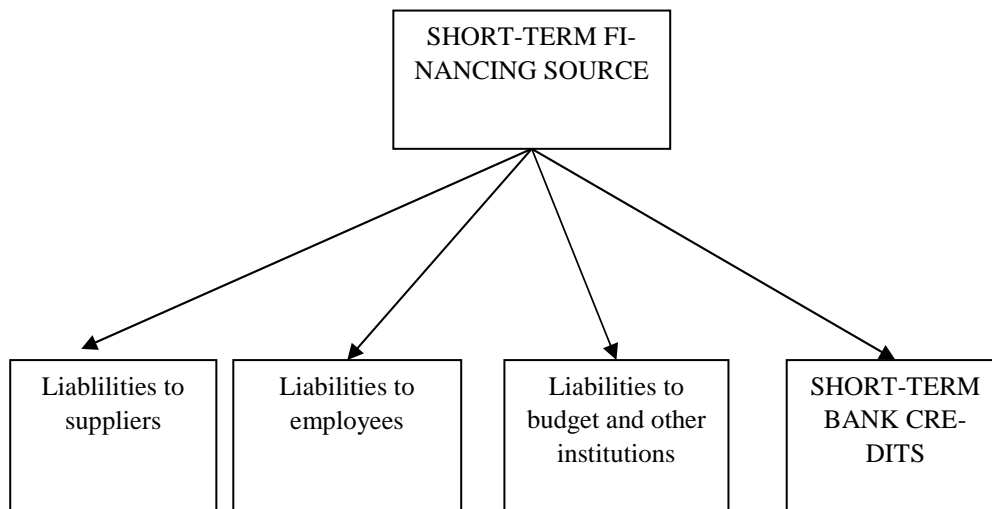 SHORT-TERM FI-
NANCING SOURCE
Liablilities to
suppliers
Liabilities to
employees
Liabilities to
budget and other
institutions
SHORT-TERM
BANK CRE-
DITS